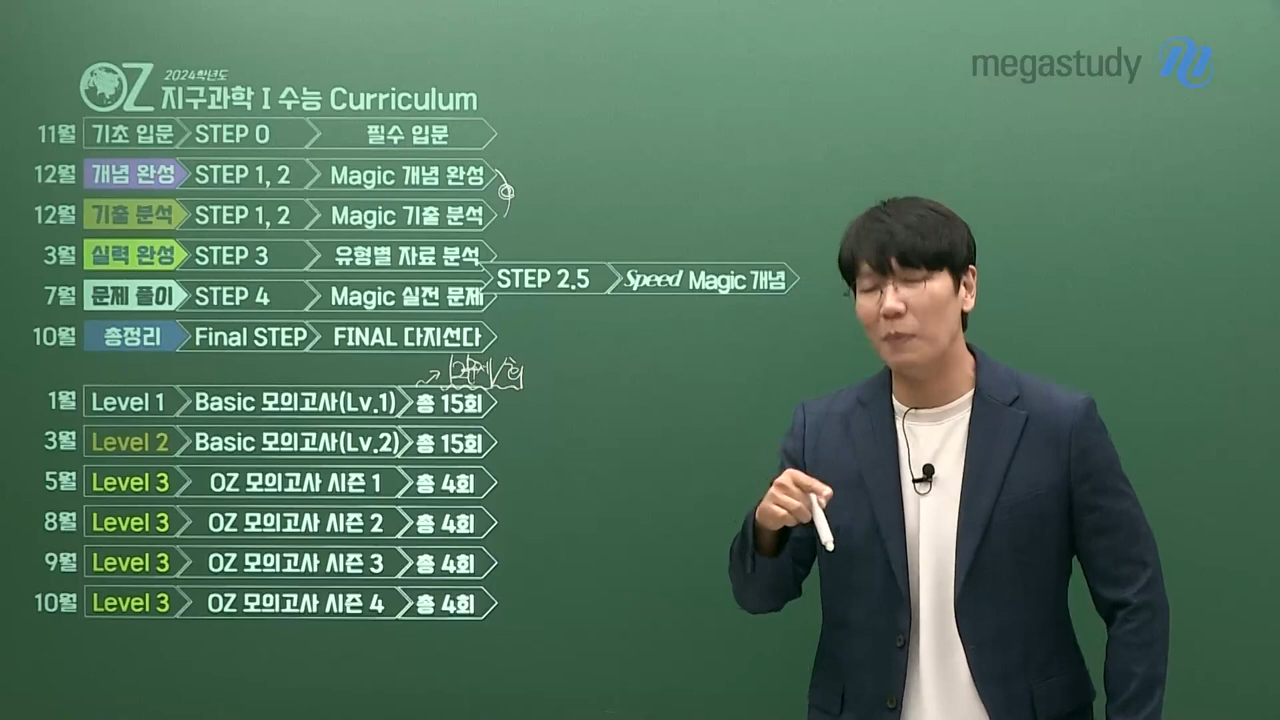 megastudy
OZ 2024학년도
지구과학 I 수능 Curriculum
11월 기초 입문 STEP 0 필수 입문
12월 개념 완성 STEP 1, 2 Magic 개념 완성
12월 기출 분석 STEP 1, 2 Magic 기출 분석
3월 실력 완성 STEP 3 유형별 자료 분석
STEP 2.5 Speed Magic 개념
7월 문제 풀이 STEP 4 Magic 실전 문제
10월 총정리 Final STEP FINAL 다지선다
1월 Level 1 Basic 모의고사(Lv.1) 총 15회
3월 Level 2 Basic 모의고사(Lv.2) 총 15회
5월 Level 3 OZ 모의고사 시즌 1 총 4회
8월 Level 3 OZ 모의고사 시즌 2 총 4회
9월 Level 3 OZ 모의고사 시즌 3 총 4회
10월 Level 3 OZ 모의고사 시즌 4 총 4회